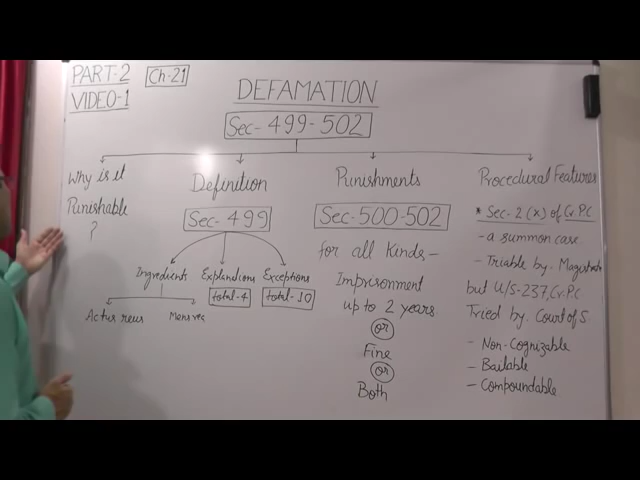 PART-2
Ch-21
VIDEO-1
DEFAMATION
Sec- 499-502
Why is it
Punishable
?
Definition
Sec- 499
Ingredients
Explanations
Exceptions
total-4
total-10
Actus reus
Mens rea
Punishments
Sec-500-502
for all kinds-
Imprisonment
up to 2 years
or
Fine
or
Both
Procedural Features
* Sec-2 (x) of Cr.PC
- a summon case
- Triable by Magistrate
but U/S-237, Cr.PC
Tried by Court of S.
- Non-Cognizable
- Bailable
- Compoundable